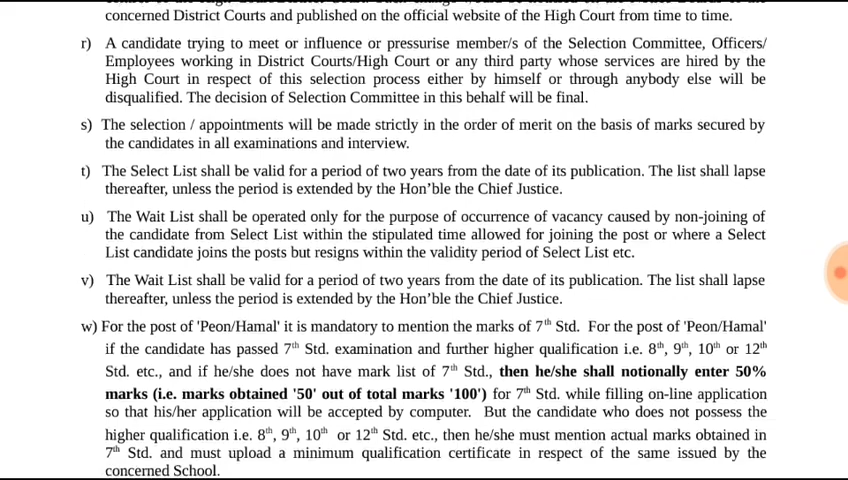 concerned District Courts and published on the official website of the High Court from time to time.
r) A candidate trying to meet or influence or pressurise member/s of the Selection Committee, Officers/
Employees working in District Courts/High Court or any third party whose services are hired by the
High Court in respect of this selection process either by himself or through anybody else will be
disqualified. The decision of Selection Committee in this behalf will be final.
s) The selection / appointments will be made strictly in the order of merit on the basis of marks secured by
the candidates in all examinations and interview.
t) The Select List shall be valid for a period of two years from the date of its publication. The list shall lapse
thereafter, unless the period is extended by the Hon’ble the Chief Justice.
u) The Wait List shall be operated only for the purpose of occurrence of vacancy caused by non-joining of
the candidate from Select List within the stipulated time allowed for joining the post or where a Select
List candidate joins the posts but resigns within the validity period of Select List etc.
v) The Wait List shall be valid for a period of two years from the date of its publication. The list shall lapse
thereafter, unless the period is extended by the Hon’ble the Chief Justice.
w) For the post of 'Peon/Hamal' it is mandatory to mention the marks of 7th Std. For the post of 'Peon/Hamal'
if the candidate has passed 7th Std. examination and further higher qualification i.e. 8th, 9th, 10th or 12th
Std. etc., and if he/she does not have mark list of 7th Std., then he/she shall notionally enter 50%
marks (i.e. marks obtained '50' out of total marks '100') for 7th Std. while filling on-line application
so that his/her application will be accepted by computer. But the candidate who does not possess the
higher qualification i.e. 8th, 9th, 10th or 12th Std. etc., then he/she must mention actual marks obtained in
7th Std. and must upload a minimum qualification certificate in respect of the same issued by the
concerned School.